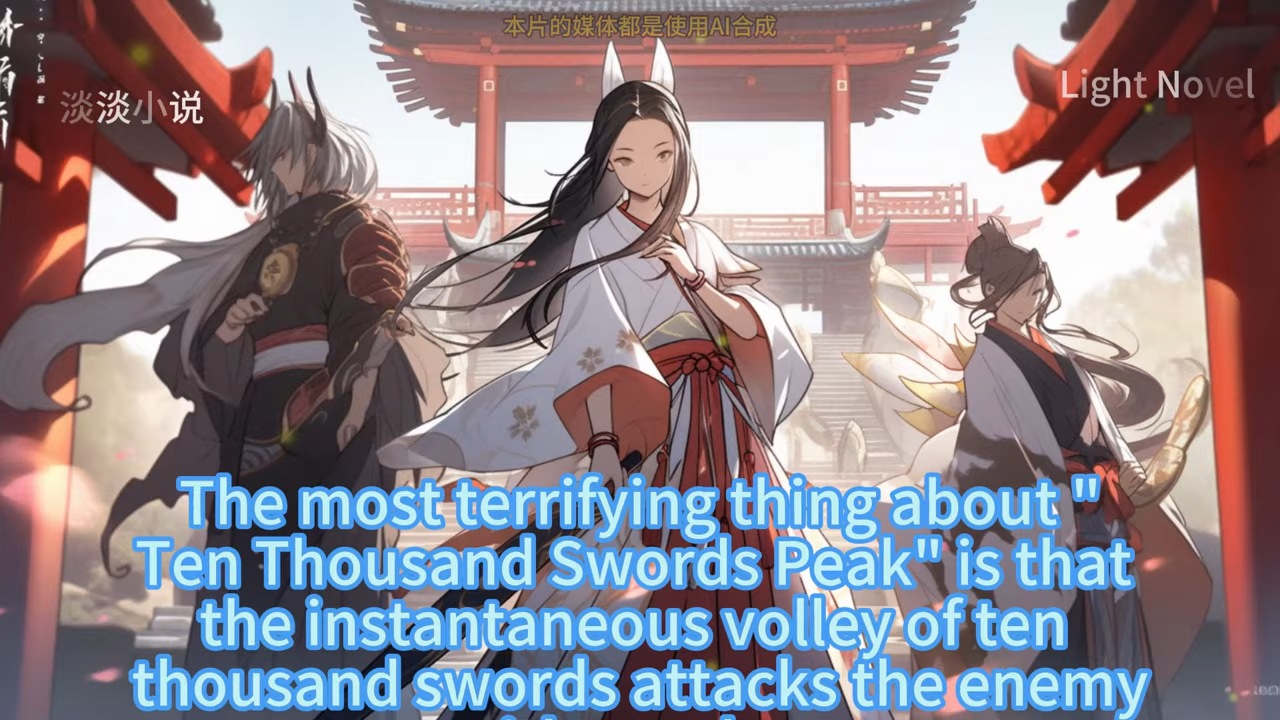 本片的媒体都是使用AI合成
淡淡小说
Light Novel
The most terrifying thing about "
Ten Thousand Swords Peak" is that
the instantaneous volley of ten
thousand swords attacks the enemy